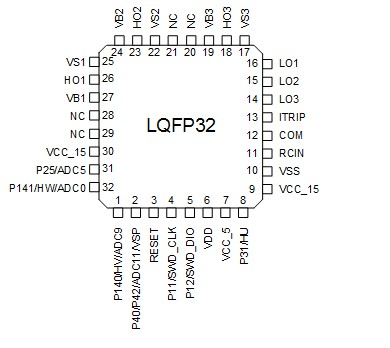 VB2
HO2
VS2
NC
NC
VB3
HO3
VS3
24 23 22 21 20 19 18 17
VS1 25
HO1 26
VB1 27
NC 28
NC 29
VCC_15 30
P25/ADC5 31
P141/HW/ADC0 32
LQFP32
16 LO1
15 LO2
14 LO3
13 ITRIP
12 COM
11 RCIN
10 VSS
9 VCC_15
1 2 3 4 5 6 7 8
P140/HV/ADC9
P40/P42/ADC11/VSP
RESET
P11/SWD_CLK
P12/SWD_DIO
VDD
VCC_5
P31/HU